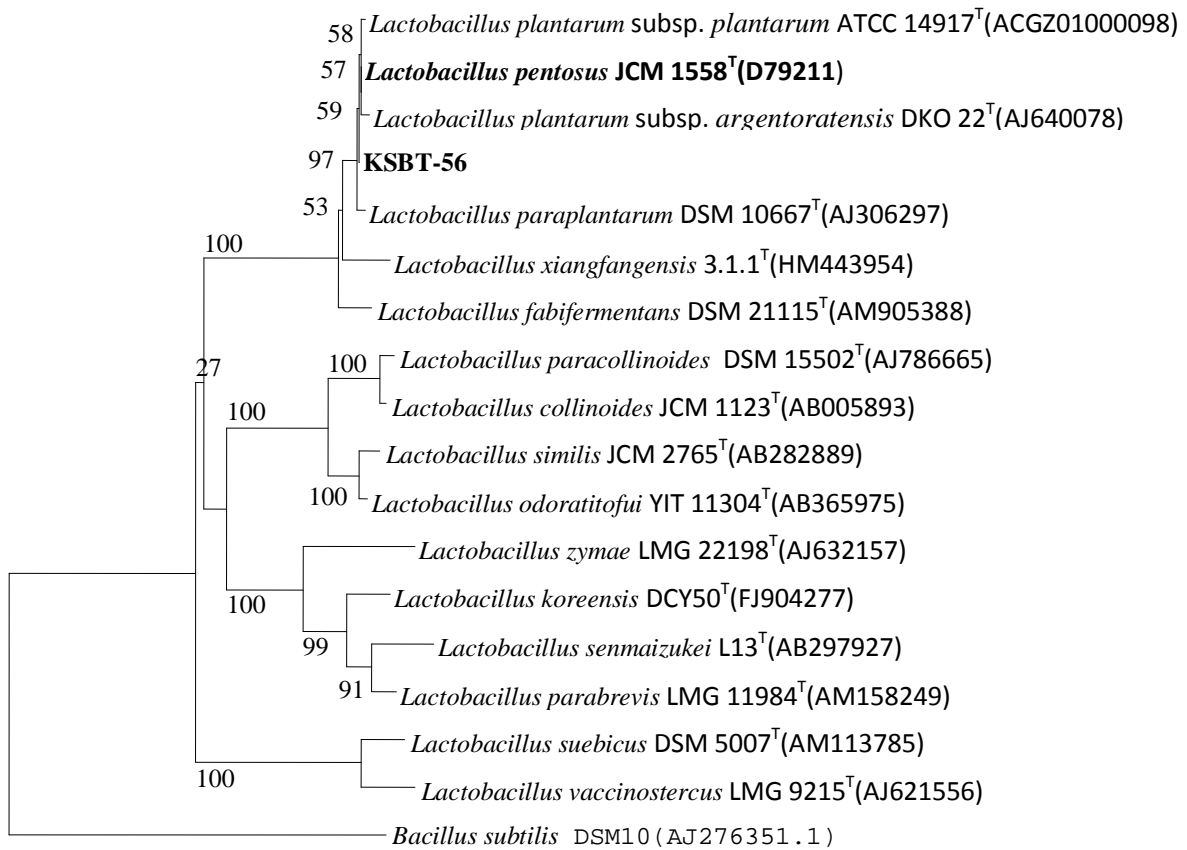 58
Lactobacillus plantarum subsp. plantarum ATCC 14917T(ACGZ01000098)
57
Lactobacillus pentosus JCM 1558T(D79211)
59
Lactobacillus plantarum subsp. argentoratensis DKO 22T(AJ640078)
97
KSBT-56
53
Lactobacillus paraplantarum DSM 10667T(AJ306297)
100
Lactobacillus xiangfangensis 3.1.1T(HM443954)
Lactobacillus fabifermentans DSM 21115T(AM905388)
27
100
Lactobacillus paracollinoides DSM 15502T(AJ786665)
100
Lactobacillus collinoides JCM 1123T(AB005893)
Lactobacillus similis JCM 2765T(AB282889)
100
Lactobacillus odoratitofui YIT 11304T(AB365975)
Lactobacillus zymae LMG 22198T(AJ632157)
100
Lactobacillus koreensis DCY50T(FJ904277)
99
Lactobacillus senmaizukei L13T(AB297927)
91
Lactobacillus parabrevis LMG 11984T(AM158249)
Lactobacillus suebicus DSM 5007T(AM113785)
100
Lactobacillus vaccinostercus LMG 9215T(AJ621556)
Bacillus subtilis DSM10(AJ276351.1)